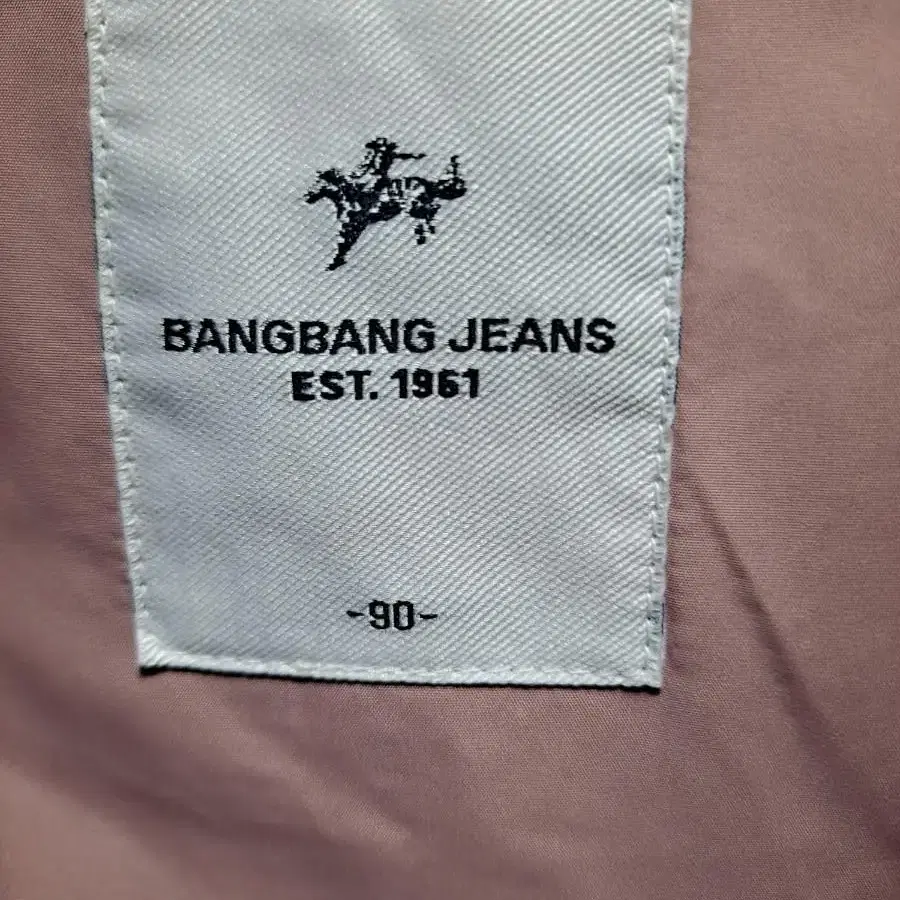 BANGBANG JEANS
EST. 1961
-90-